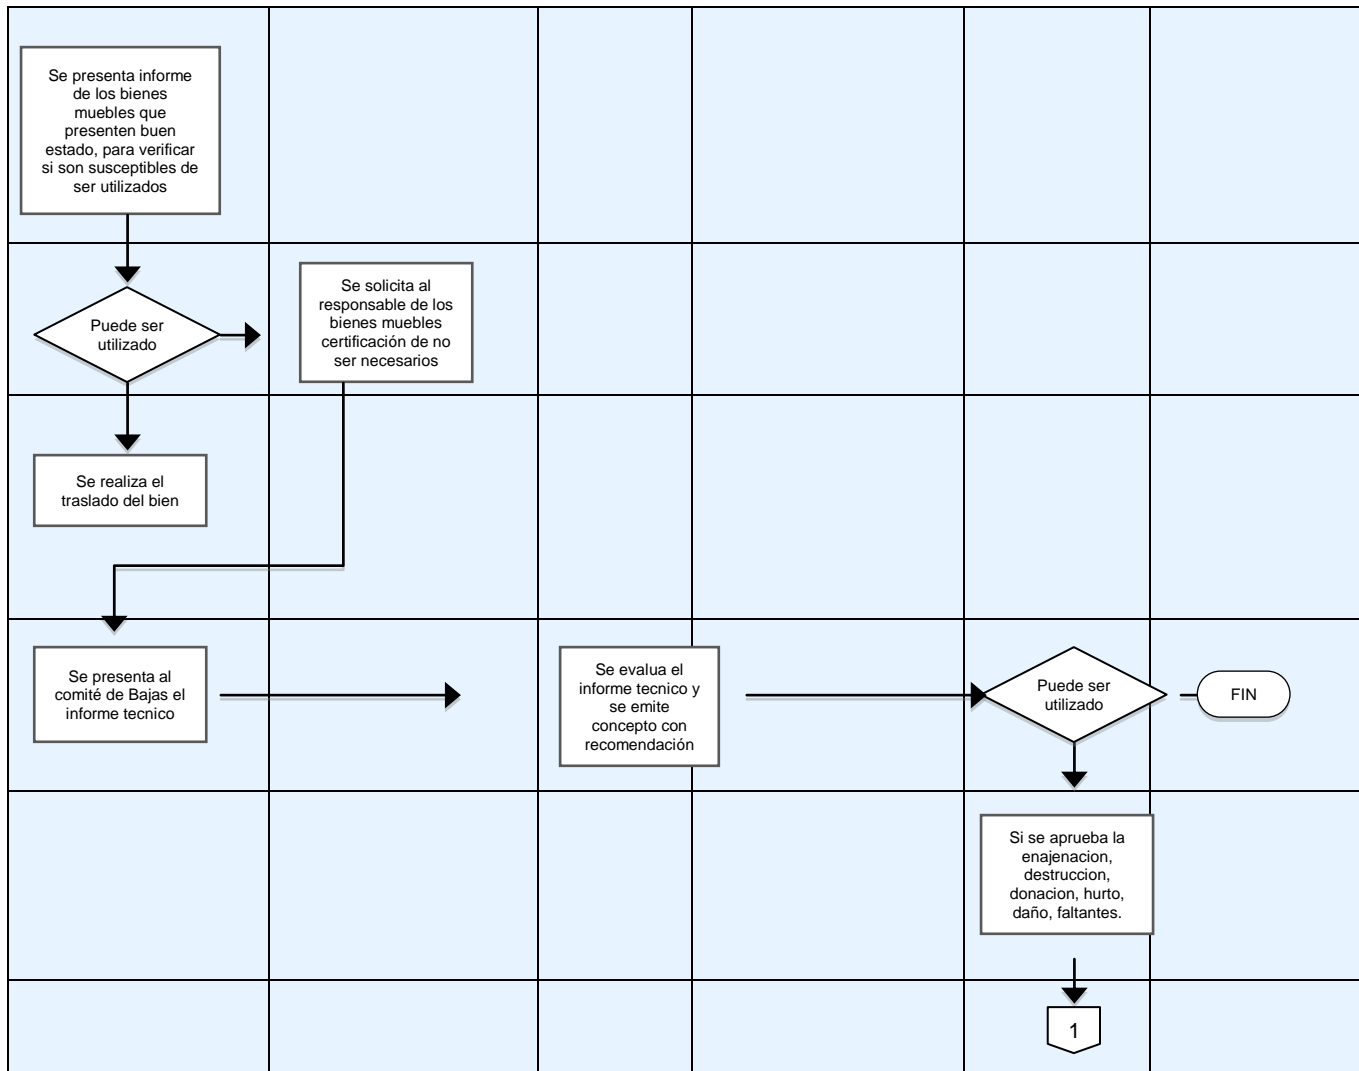 Se presenta informe
de los bienes
muebles que
presenten buen
estado, para verificar
si son susceptibles de
ser utilizados
Puede ser
utilizado
Se solicita al
responsable de los
bienes muebles
certificación de no
ser necesarios
Se realiza el
traslado del bien
Se presenta al
comité de Bajas el
informe tecnico
Se evalua el
informe tecnico y
se emite
concepto con
recomendación
Puede ser
utilizado
FIN
Si se aprueba la
enajenacion,
destruccion,
donacion, hurto,
daño, faltantes.
1